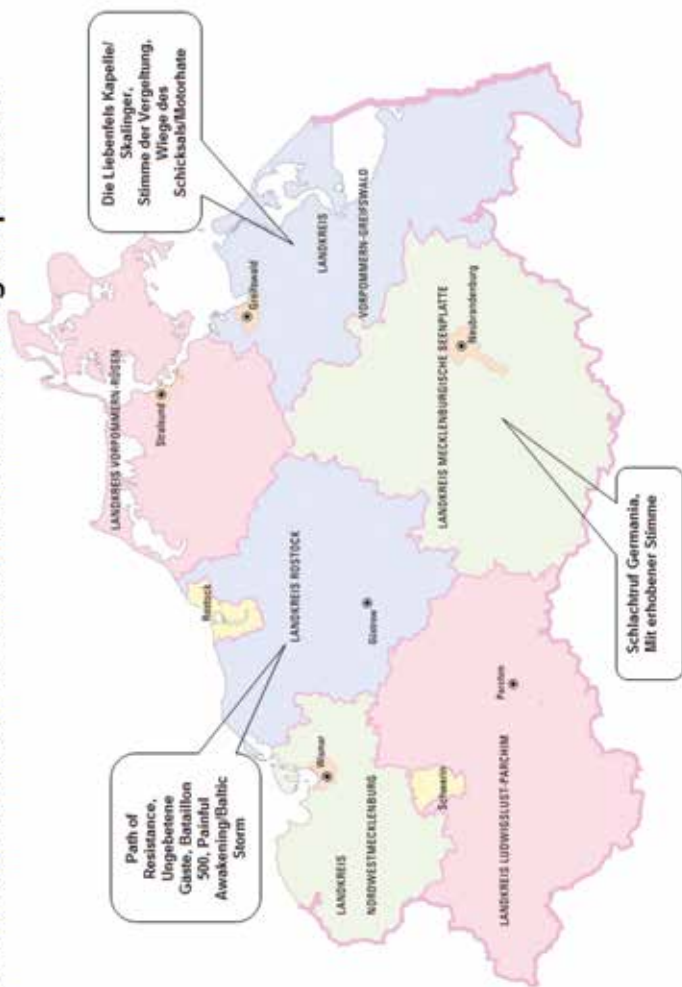 Die Liebenfels Kapelle/
Skalinger,
Stimme der Vergeltung,
Wiege des
Schicksals/Motorhate
LANDKREIS VORPOMMERN-RÜGEN
Stralsund
Greifswald
LANDKREIS
VORPOMMERN-GREIFSWALD
Path of
Resistance,
Ungebetene
Gäste, Bataillon
500, Painful
Awakening/Baltic
Storm
Rostock
LANDKREIS ROSTOCK
Güstrow
Wismar
LANDKREIS
NORDWESTMECKLENBURG
LANDKREIS MECKLENBURGISCHE SEENPLATTE
Neubrandenburg
Schwerin
Parchim
LANDKREIS LUDWIGSLUST-PARCHIM
Schlachtruf Germania,
Mit erhobener Stimme